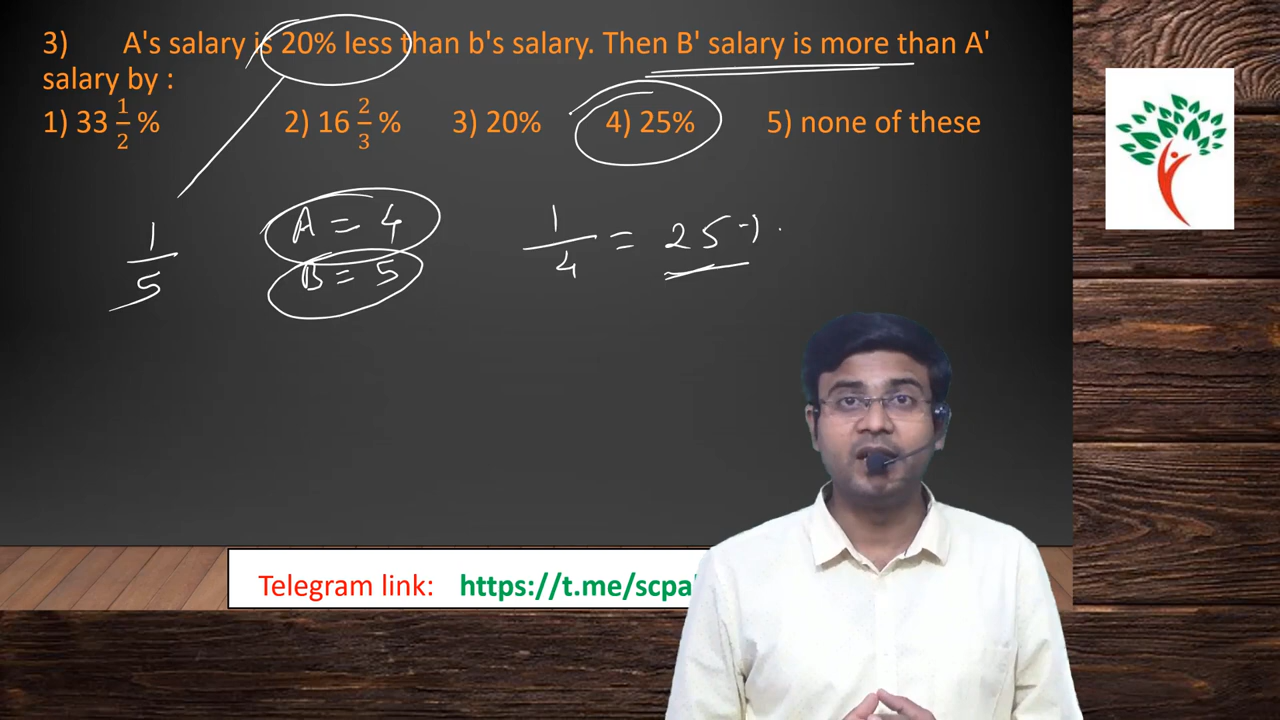 3) A's salary is 20% less than b's salary. Then B' salary is more than A'
salary by :
1) 33 1/2 % 2) 16 2/3 % 3) 20% 4) 25% 5) none of these
1/5 A = 4 1/4 = 25%
B = 5
Telegram link: https://t.me/scpa